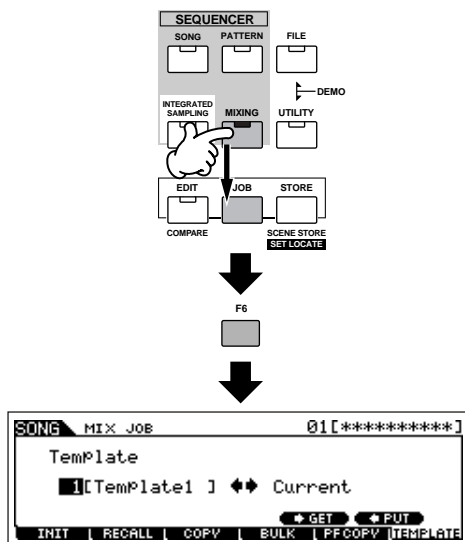 SEQUENCER
SONG PATTERN FILE
DEMO
INTEGRATED SAMPLING MIXING UTILITY
EDIT JOB STORE
COMPARE SCENE STORE
SET LOCATE
F6
SONG MIX JOB 01[**********]
Template
1[Template1 ] ◆◆ Current
➔ GET ➔ PUT
INIT RECALL COPY BULK PFCOPY TEMPLATE